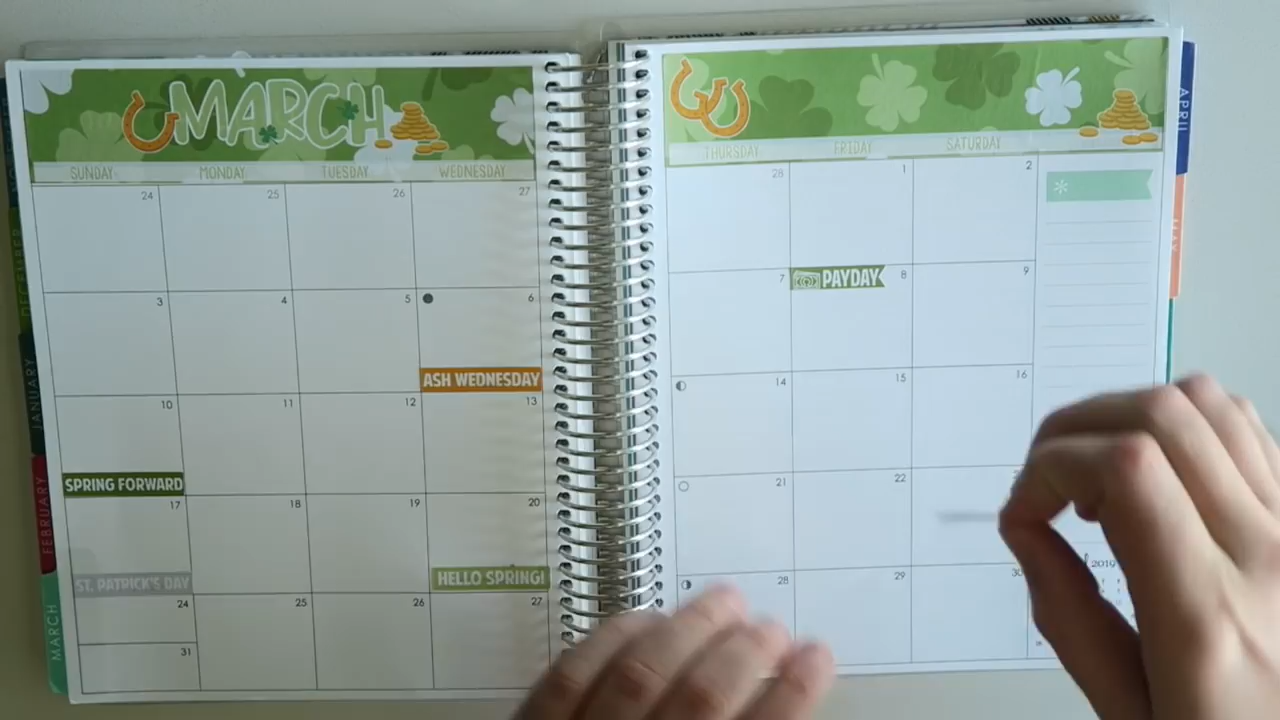 MARCH
SUNDAY MONDAY TUESDAY WEDNESDAY THURSDAY FRIDAY SATURDAY
24 25 26 27 28 1 2
3 4 5 6 7 8 9
PAYDAY
ASH WEDNESDAY
10 11 12 13 14 15 16
SPRING FORWARD
17 18 19 20 21 22
ST. PATRICK'S DAY
HELLO SPRING!
24 25 26 27 28 29 30
31
2019
DECEMBER
JANUARY
FEBRUARY
MARCH
APRIL
MAY